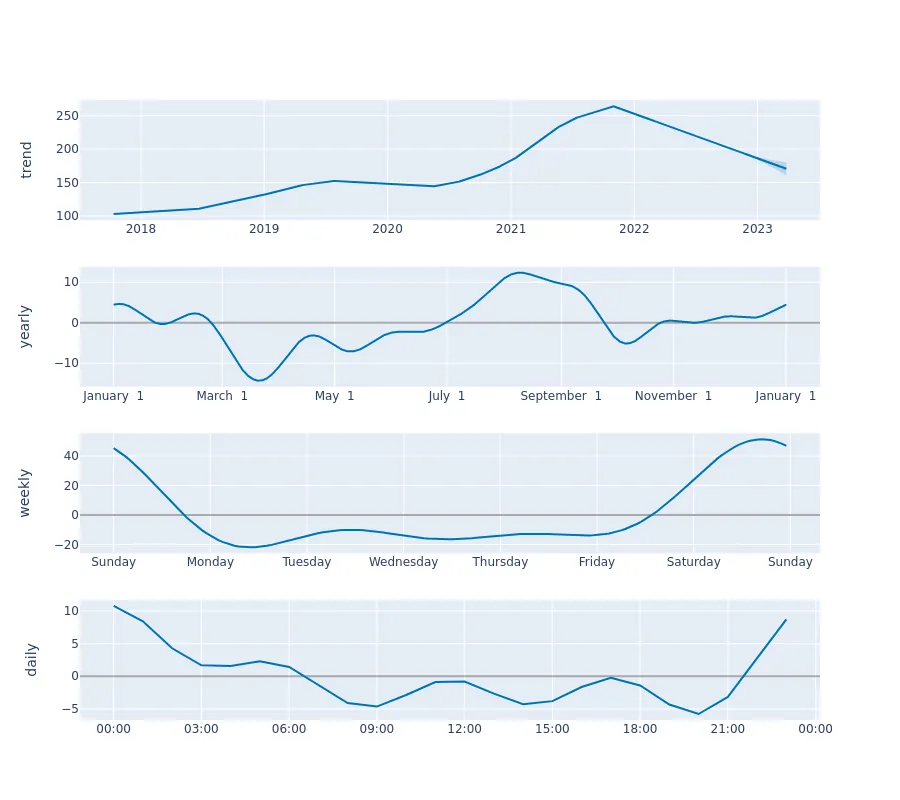 trend
250
200
150
100
2018 2019 2020 2021 2022 2023
yearly
10
0
−10
January 1 March 1 May 1 July 1 September 1 November 1 January 1
weekly
40
20
0
−20
Sunday Monday Tuesday Wednesday Thursday Friday Saturday Sunday
daily
10
5
0
−5
00:00 03:00 06:00 09:00 12:00 15:00 18:00 21:00 00:00